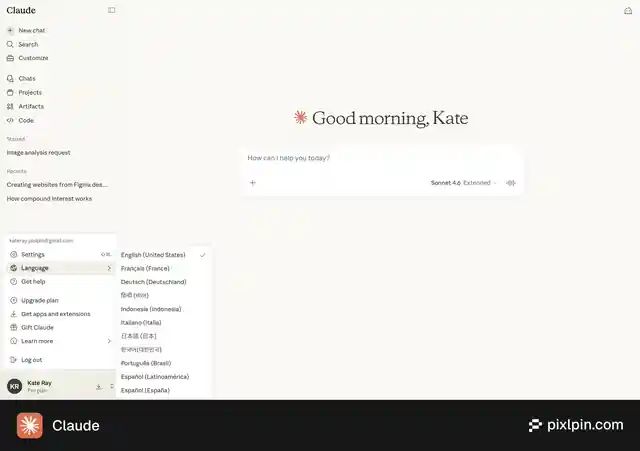 Claude
New chat
Search
Customize
Chats
Projects
Artifacts
Code
Starred
Image analysis request
Recents
Creating websites from Figma des...
How compound interest works
Good morning, Kate
How can I help you today?
Sonnet 4.6 Extended
kateray.pixlpin@gmail.com
Settings
Language
Get help
Upgrade plan
Get apps and extensions
Gift Claude
Learn more
Log out
KR
Kate Ray
Free plan
English (United States)
Français (France)
Deutsch (Deutschland)
हिन्दी (भारत)
Indonesia (Indonesia)
Italiano (Italia)
日本語 (日本)
한국어(대한민국)
Português (Brasil)
Español (Latinoamérica)
Español (España)
Claude
pixlpin.com